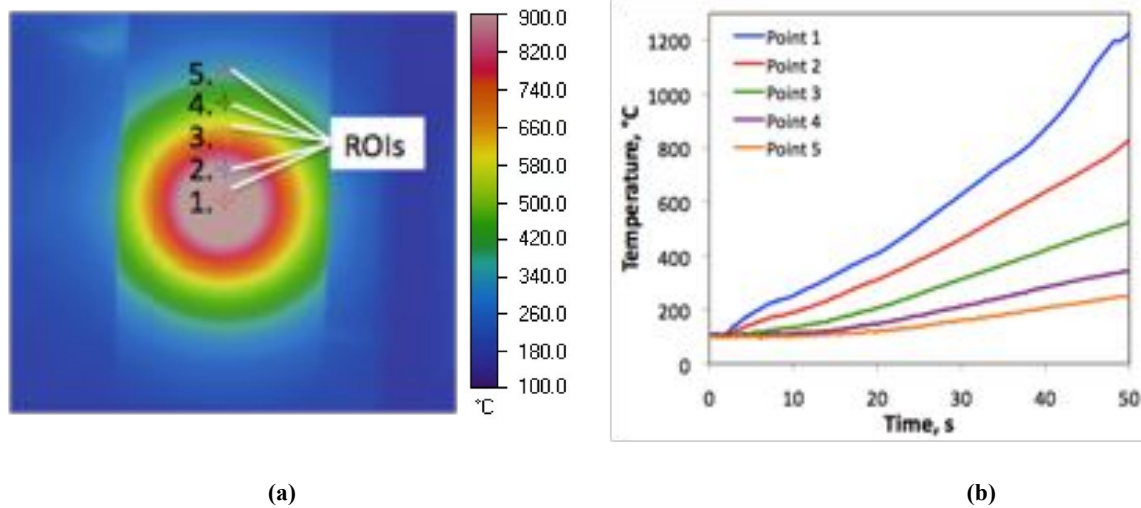 5.
4.
3.
2.
1.
ROIs
900.0
820.0
740.0
660.0
580.0
500.0
420.0
340.0
260.0
180.0
100.0
°C
Temperature, °C
1200
1000
800
600
400
200
0
Point 1
Point 2
Point 3
Point 4
Point 5
0 10 20 30 40 50
Time, s
(a) (b)